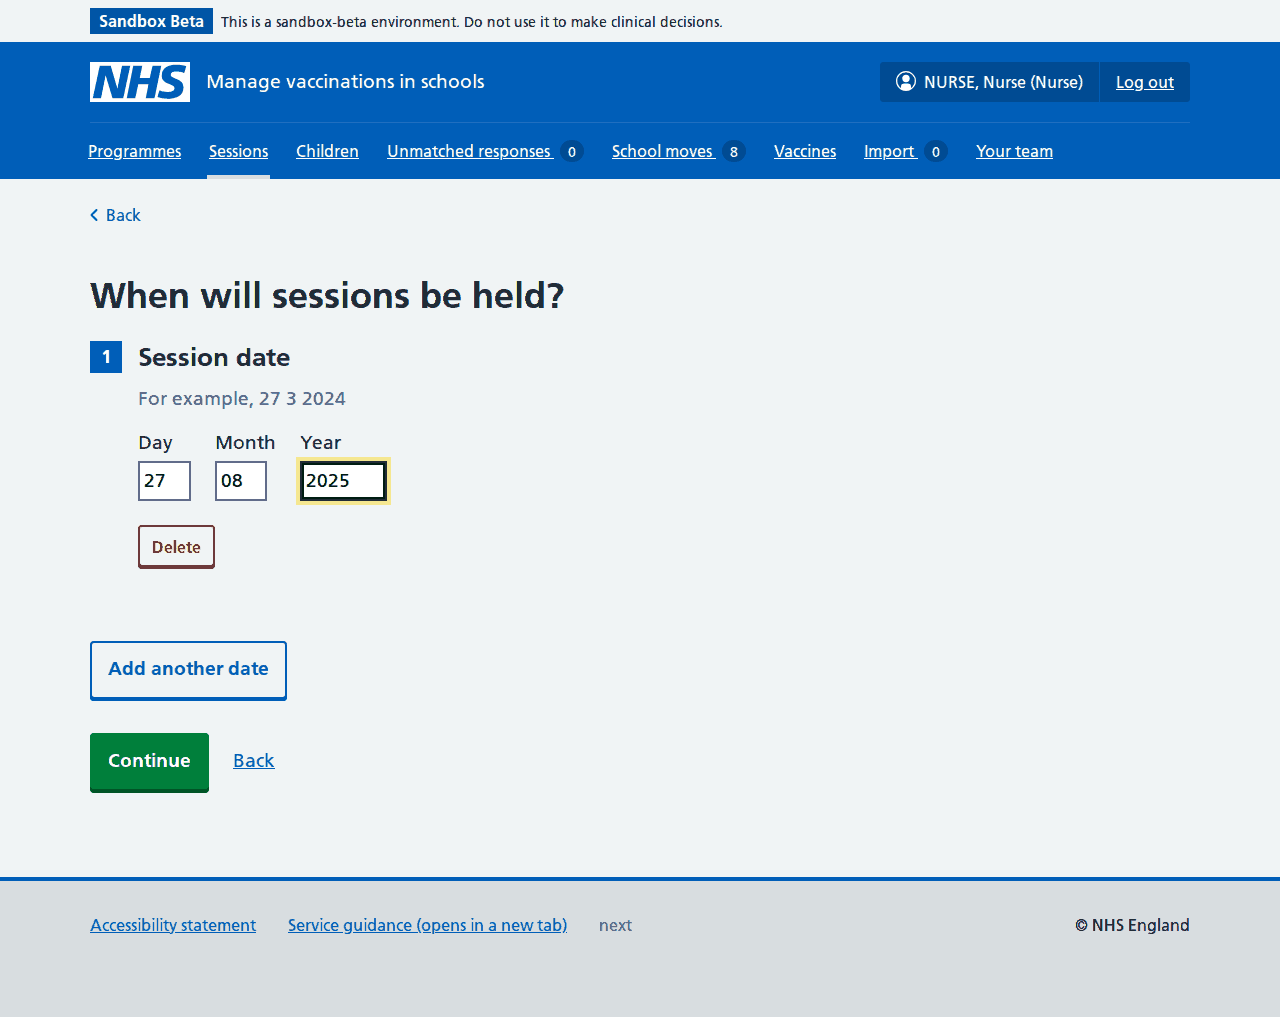 Sandbox Beta This is a sandbox-beta environment. Do not use it to make clinical decisions.
NHS Manage vaccinations in schools NURSE, Nurse (Nurse) Log out
Programmes Sessions Children Unmatched responses 0 School moves 8 Vaccines Import 0 Your team
Back
When will sessions be held?
1 Session date
For example, 27 3 2024
Day Month Year
27 08 2025
Delete
Add another date
Continue Back
Accessibility statement Service guidance (opens in a new tab) next © NHS England